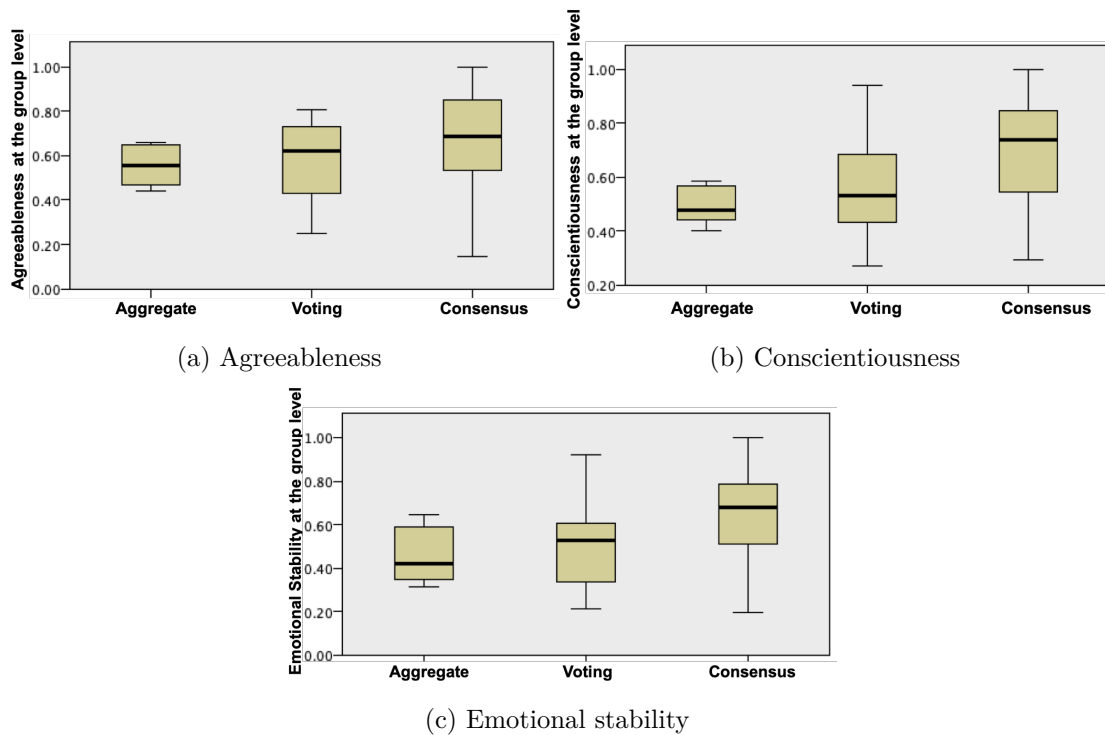 Agreeableness at the group level
1.00
0.80
0.60
0.40
0.20
0.00
Aggregate Voting Consensus
(a) Agreeableness
Conscientiousness at the group level
1.00
0.80
0.60
0.40
0.20
Aggregate Voting Consensus
(b) Conscientiousness
Emotional Stability at the group level
1.00
0.80
0.60
0.40
0.20
0.00
Aggregate Voting Consensus
(c) Emotional stability